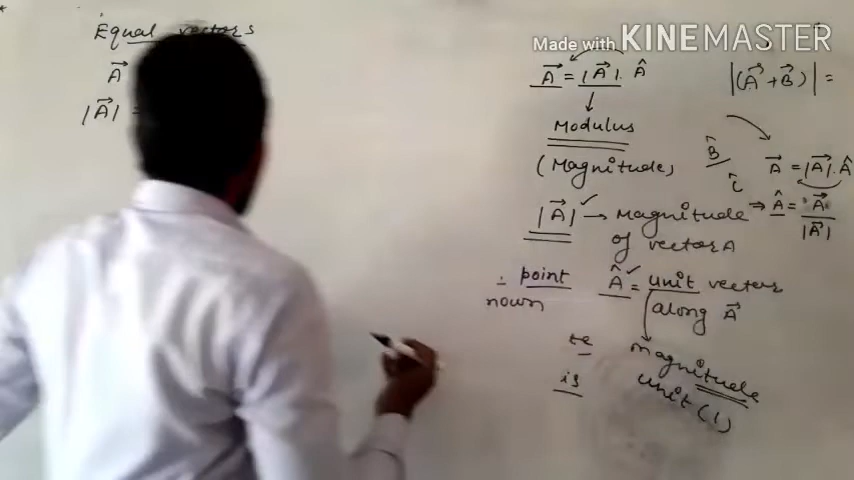 Equal vectors
A⃗
|A⃗| =
Made with KINEMASTER
A⃗ = |A⃗|. Â
Modulus
(Magnitude)
|A⃗| → Magnitude
of vector A
∴ point
noun
Â = unit vectors
along A⃗
te magnitude
is unit (1)
|(A⃗ + B⃗)| =
B̂
Ĉ
A⃗ = |A⃗|. Â
⇒ Â = A⃗ / |A⃗|